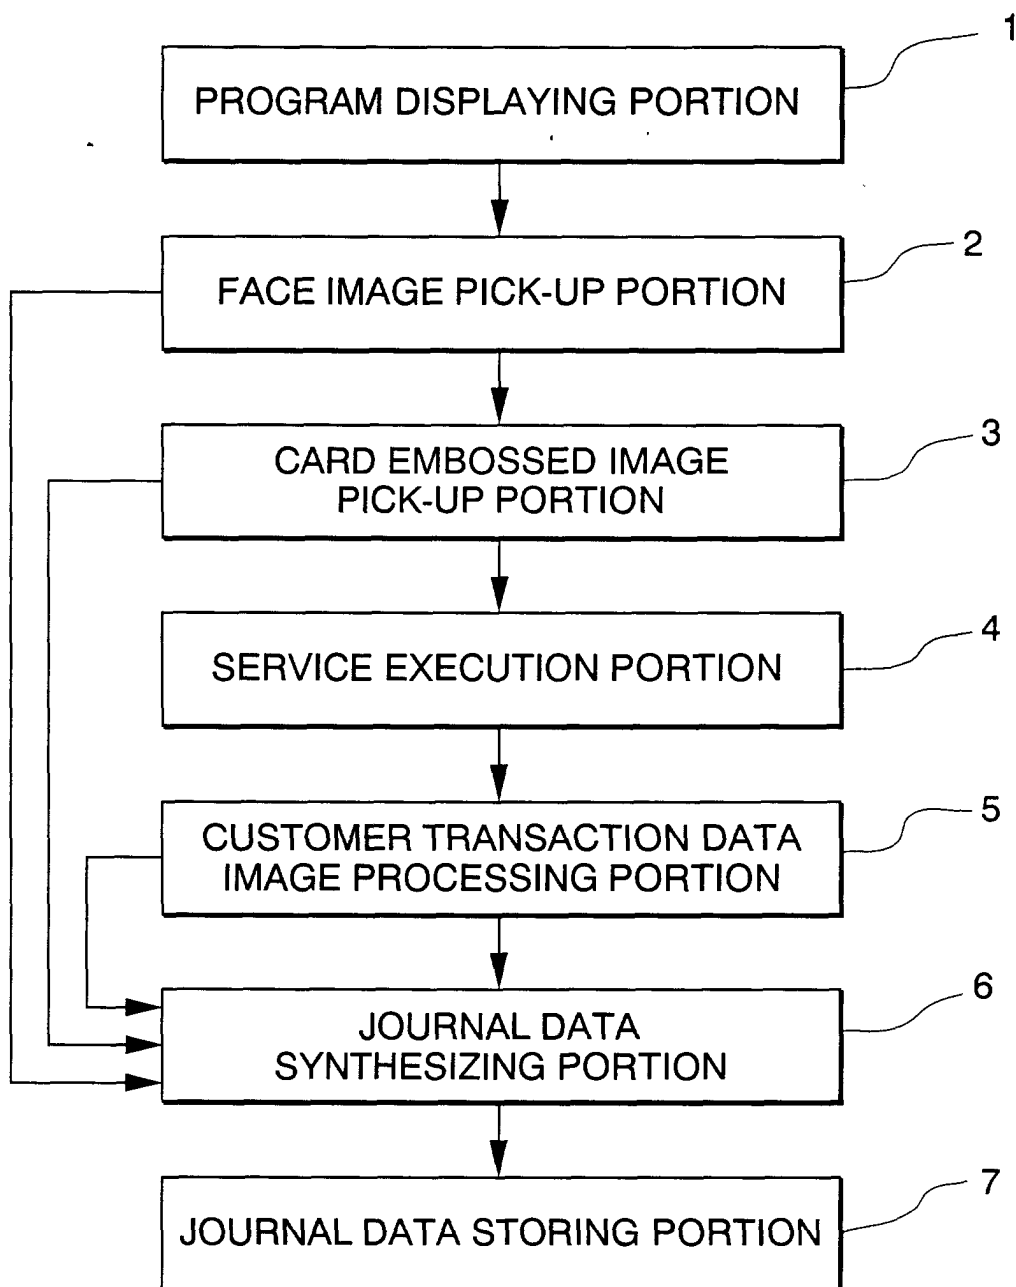 1
PROGRAM DISPLAYING PORTION
2
FACE IMAGE PICK-UP PORTION
3
CARD EMBOSSED IMAGE
PICK-UP PORTION
4
SERVICE EXECUTION PORTION
5
CUSTOMER TRANSACTION DATA
IMAGE PROCESSING PORTION
6
JOURNAL DATA
SYNTHESIZING PORTION
7
JOURNAL DATA STORING PORTION